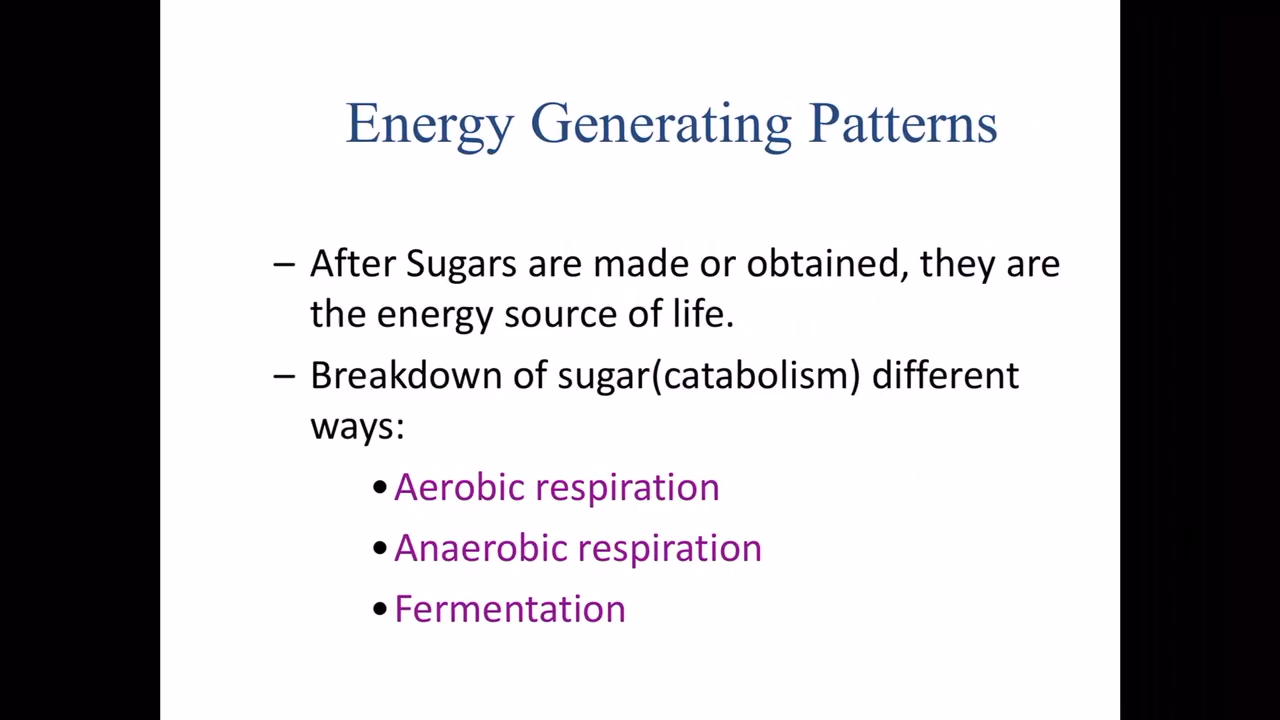 Energy Generating Patterns
– After Sugars are made or obtained, they are
the energy source of life.
– Breakdown of sugar(catabolism) different
ways:
•Aerobic respiration
•Anaerobic respiration
•Fermentation